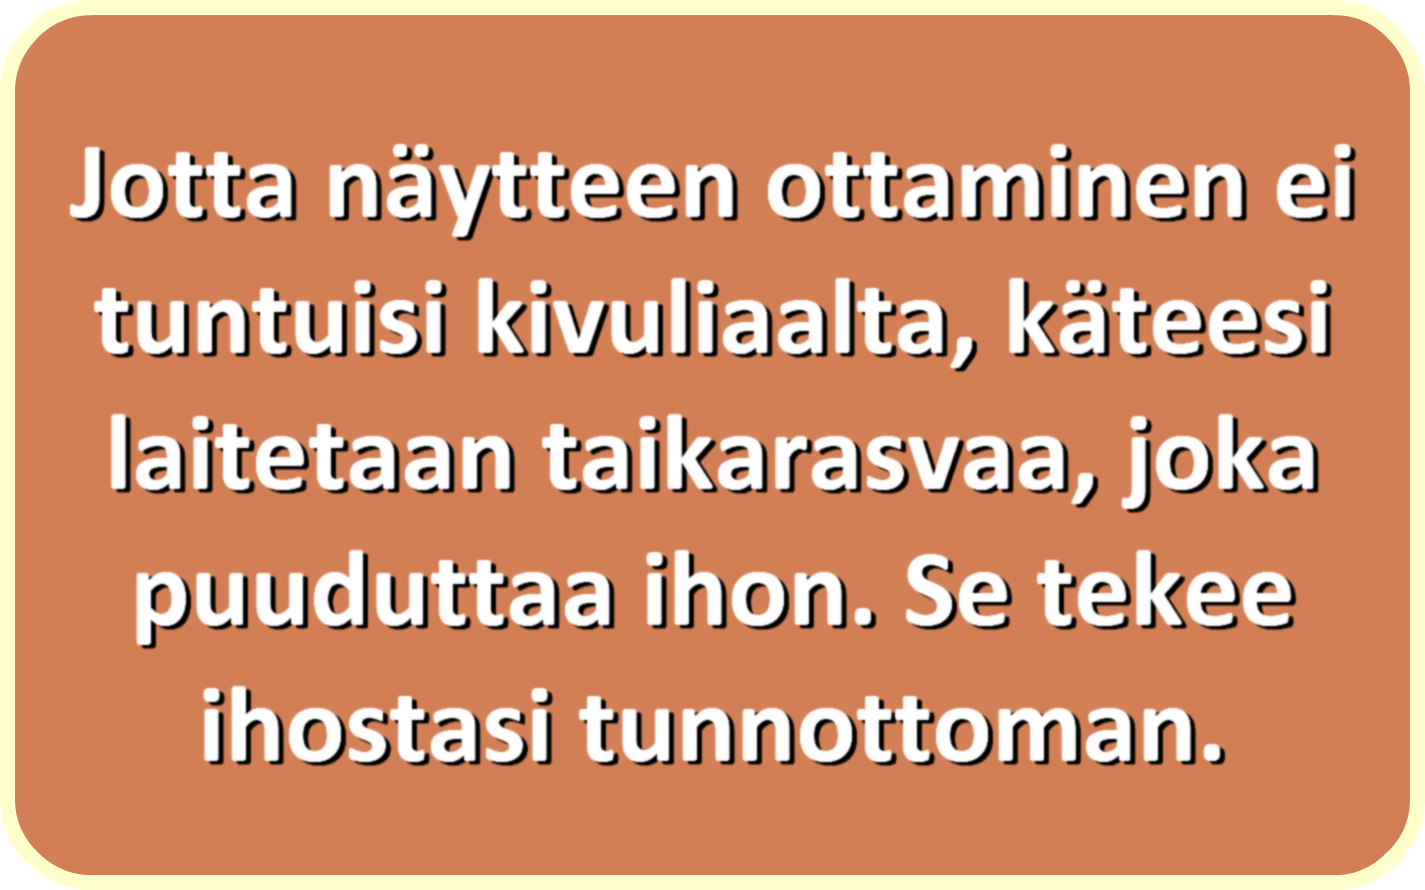 Jotta näytteen ottaminen ei
tuntuisi kivuliaalta, käteesi
laitetaan taikarasvaa, joka
puuduttaa ihon. Se tekee
ihostasi tunnottoman.